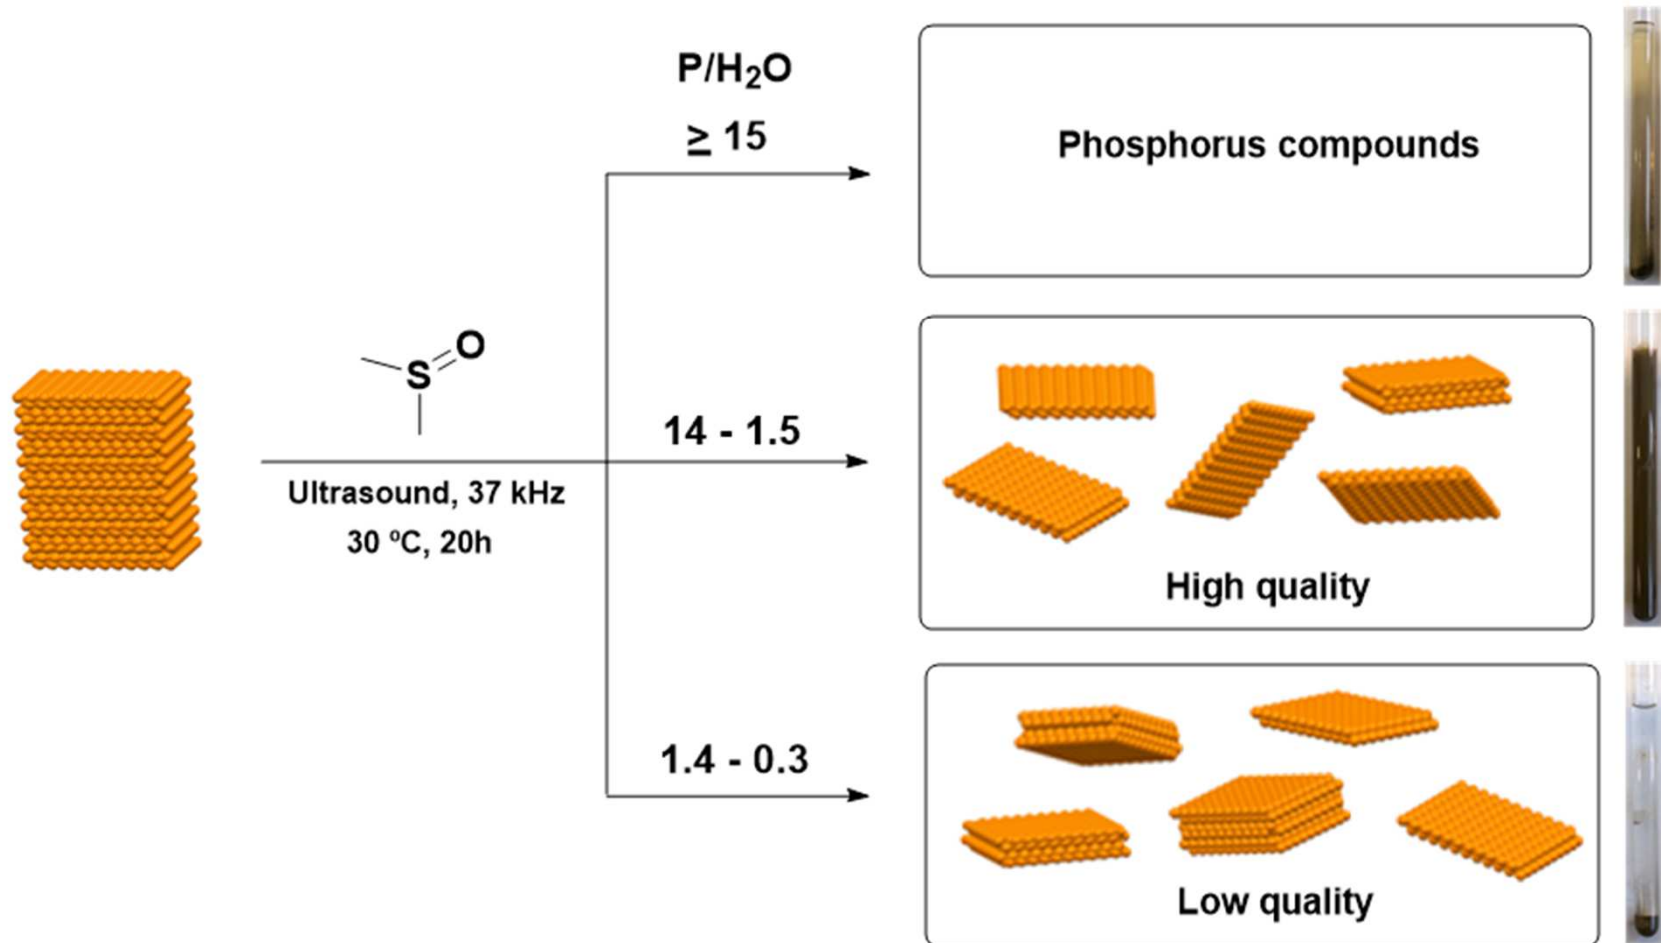 P/H₂O
≥ 15
Phosphorus compounds
S
O
Ultrasound, 37 kHz
30 ºC, 20h
14 - 1.5
High quality
1.4 - 0.3
Low quality